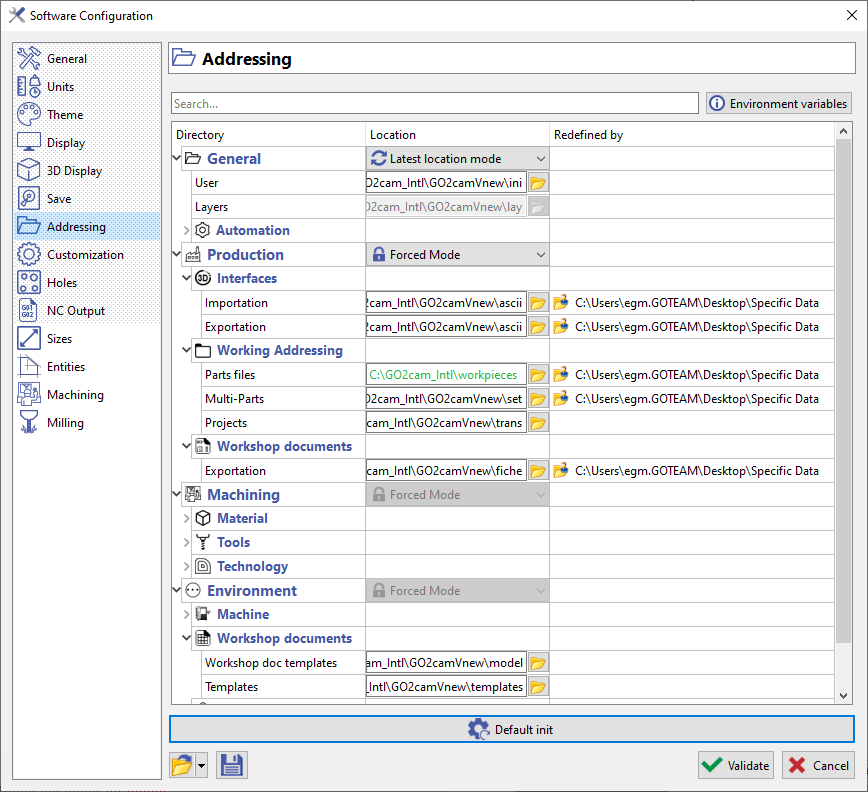 Software Configuration
General
Units
Theme
Display
3D Display
Save
Addressing
Customization
Holes
NC Output
Sizes
Entities
Machining
Milling
Addressing
Search...
Environment variables
Directory Location Redefined by
General Latest location mode
User O2cam_Intl\GO2camVnew\ini
Layers O2cam_Intl\GO2camVnew\lay
Automation
Production Forced Mode
3D Interfaces
Importation 2cam_Intl\GO2camVnew\ascii C:\Users\egm.GOTEAM\Desktop\Specific Data
Exportation 2cam_Intl\GO2camVnew\ascii C:\Users\egm.GOTEAM\Desktop\Specific Data
Working Addressing
Parts files C:\GO2cam_Intl\workpieces C:\Users\egm.GOTEAM\Desktop\Specific Data
Multi-Parts O2cam_Intl\GO2camVnew\set C:\Users\egm.GOTEAM\Desktop\Specific Data
Projects cam_Intl\GO2camVnew\trans
Workshop documents
Exportation cam_Intl\GO2camVnew\fiche C:\Users\egm.GOTEAM\Desktop\Specific Data
Machining Forced Mode
Material
Tools
Technology
Environment Forced Mode
Machine
Workshop documents
Workshop doc templates am_Intl\GO2camVnew\model
Templates _Intl\GO2camVnew\templates
Default init
Validate Cancel